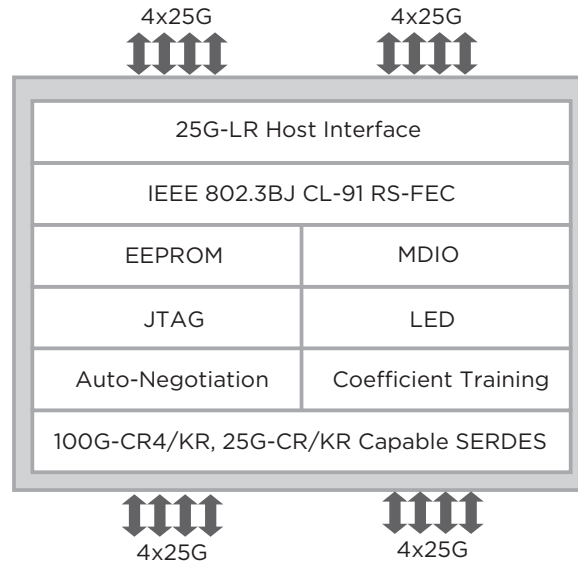 4x25G 4x25G
25G-LR Host Interface
IEEE 802.3BJ CL-91 RS-FEC
EEPROM MDIO
JTAG LED
Auto-Negotiation Coefficient Training
100G-CR4/KR, 25G-CR/KR Capable SERDES
4x25G 4x25G